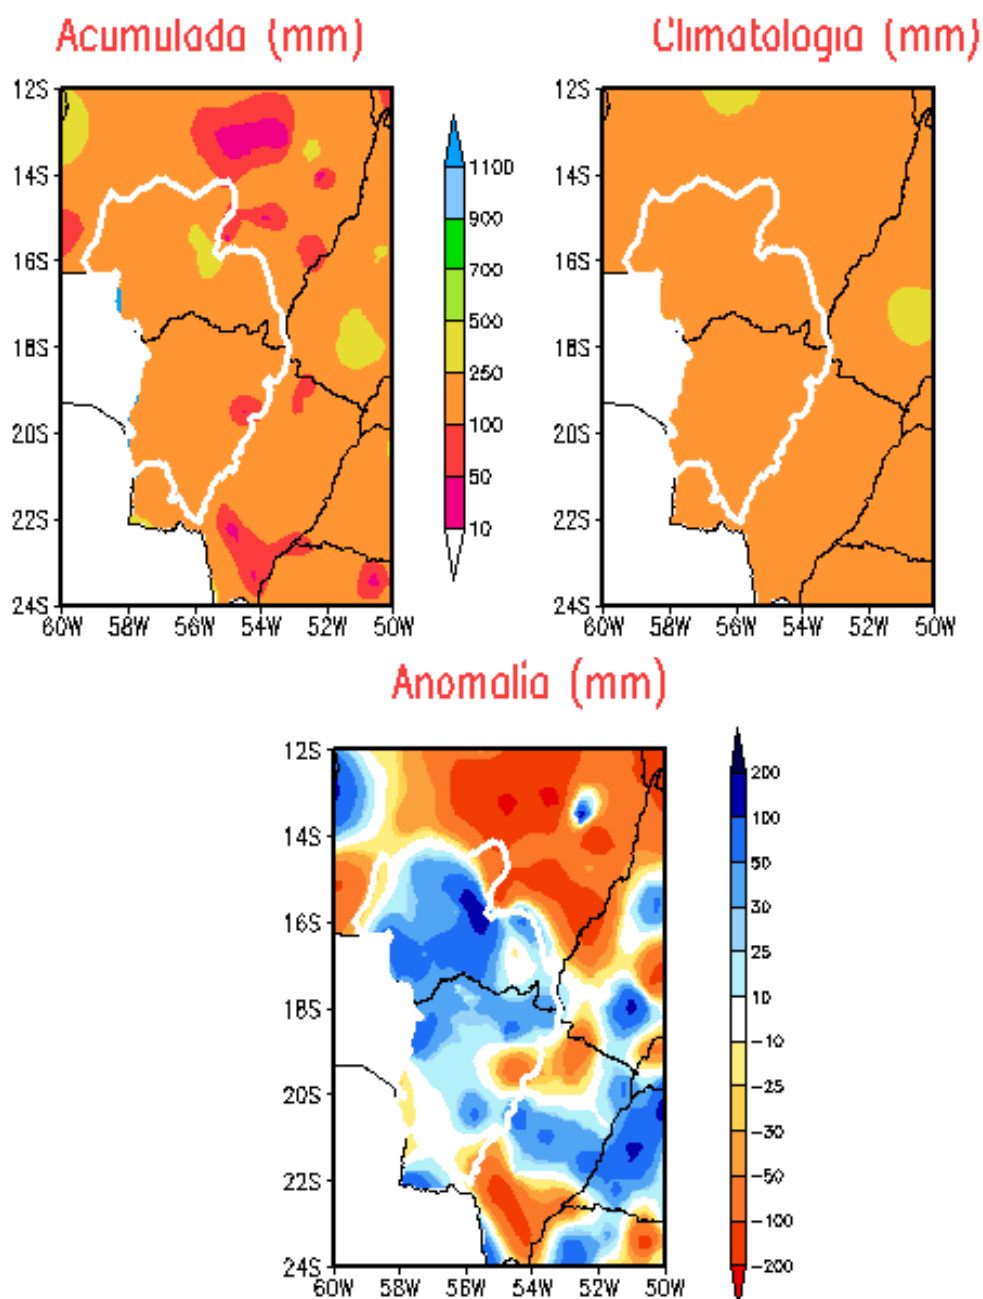 Acumulada (mm)
Climatologia (mm)
12S
14S
16S
18S
20S
22S
24S
60W 58W 56W 54W 52W 50W
1100
900
700
500
250
100
50
10
12S
14S
16S
18S
20S
22S
24S
60W 58W 56W 54W 52W 50W
Anomalia (mm)
12S
14S
16S
18S
20S
22S
24S
60W 58W 56W 54W 52W 50W
200
100
50
30
25
10
-10
-25
-30
-50
-100
-200